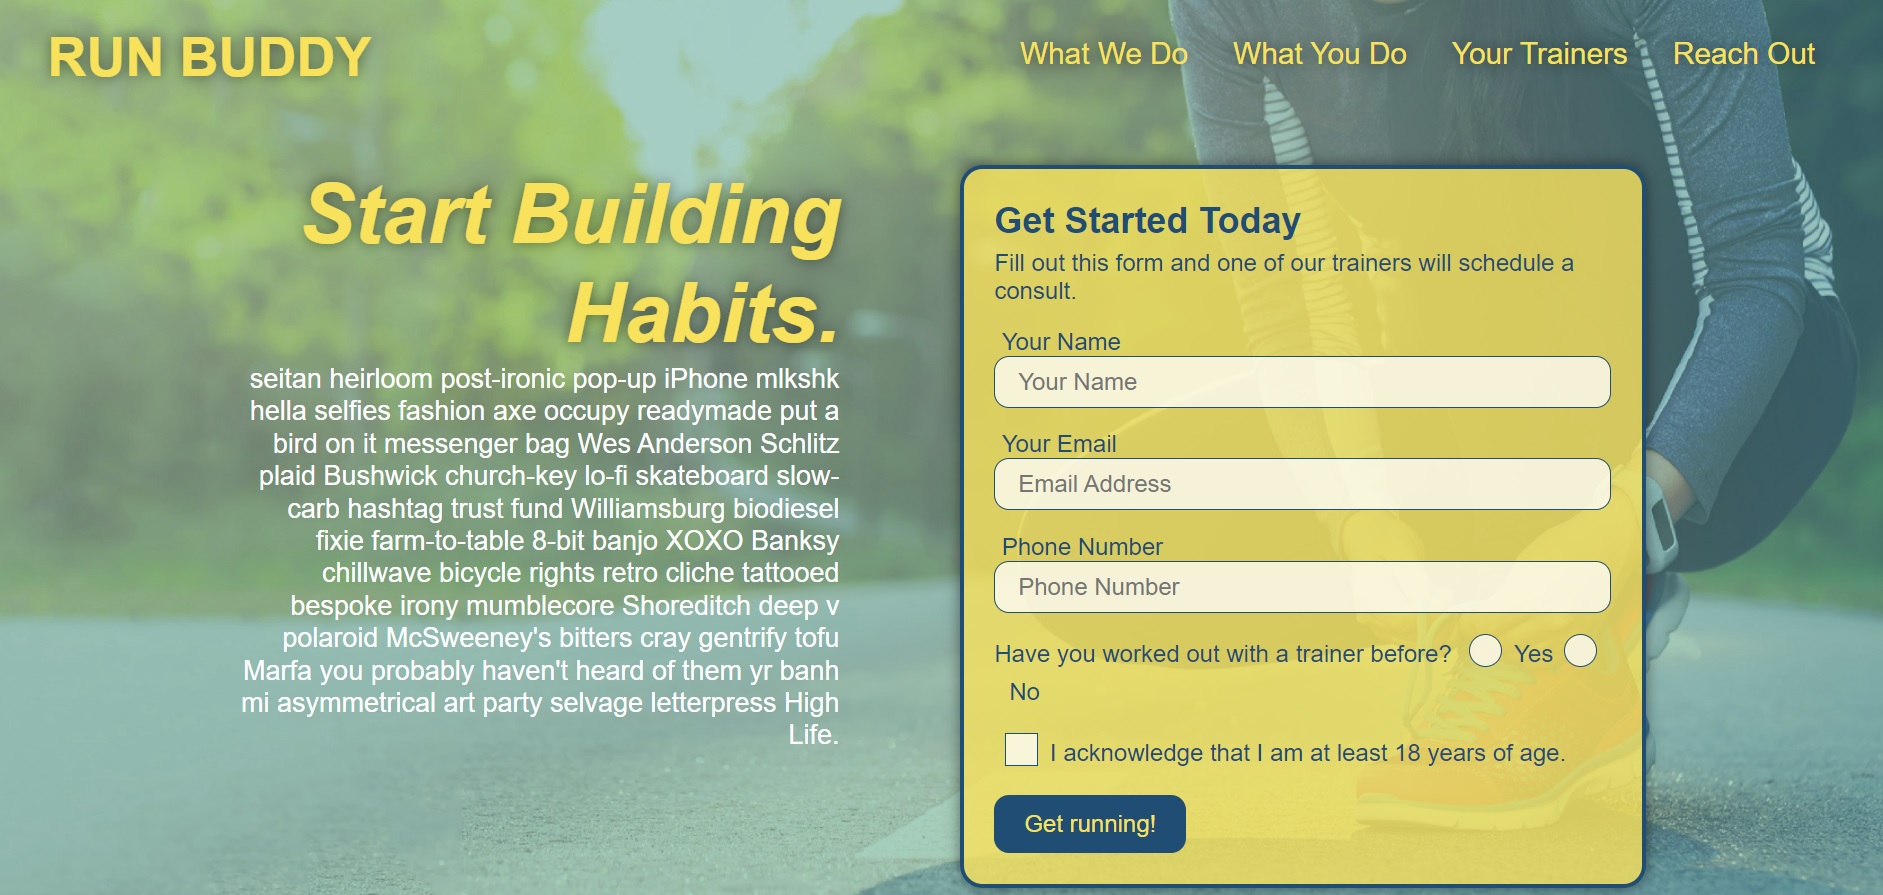 RUN BUDDY
What We Do What You Do Your Trainers Reach Out
Start Building
Habits.
seitan heirloom post-ironic pop-up iPhone mlkshk
hella selfies fashion axe occupy readymade put a
bird on it messenger bag Wes Anderson Schlitz
plaid Bushwick church-key lo-fi skateboard slow-
carb hashtag trust fund Williamsburg biodiesel
fixie farm-to-table 8-bit banjo XOXO Banksy
chillwave bicycle rights retro cliche tattooed
bespoke irony mumblecore Shoreditch deep v
polaroid McSweeney's bitters cray gentrify tofu
Marfa you probably haven't heard of them yr banh
mi asymmetrical art party selvage letterpress High
Life.
Get Started Today
Fill out this form and one of our trainers will schedule a
consult.
Your Name
Your Name
Your Email
Email Address
Phone Number
Phone Number
Have you worked out with a trainer before? Yes
No
I acknowledge that I am at least 18 years of age.
Get running!